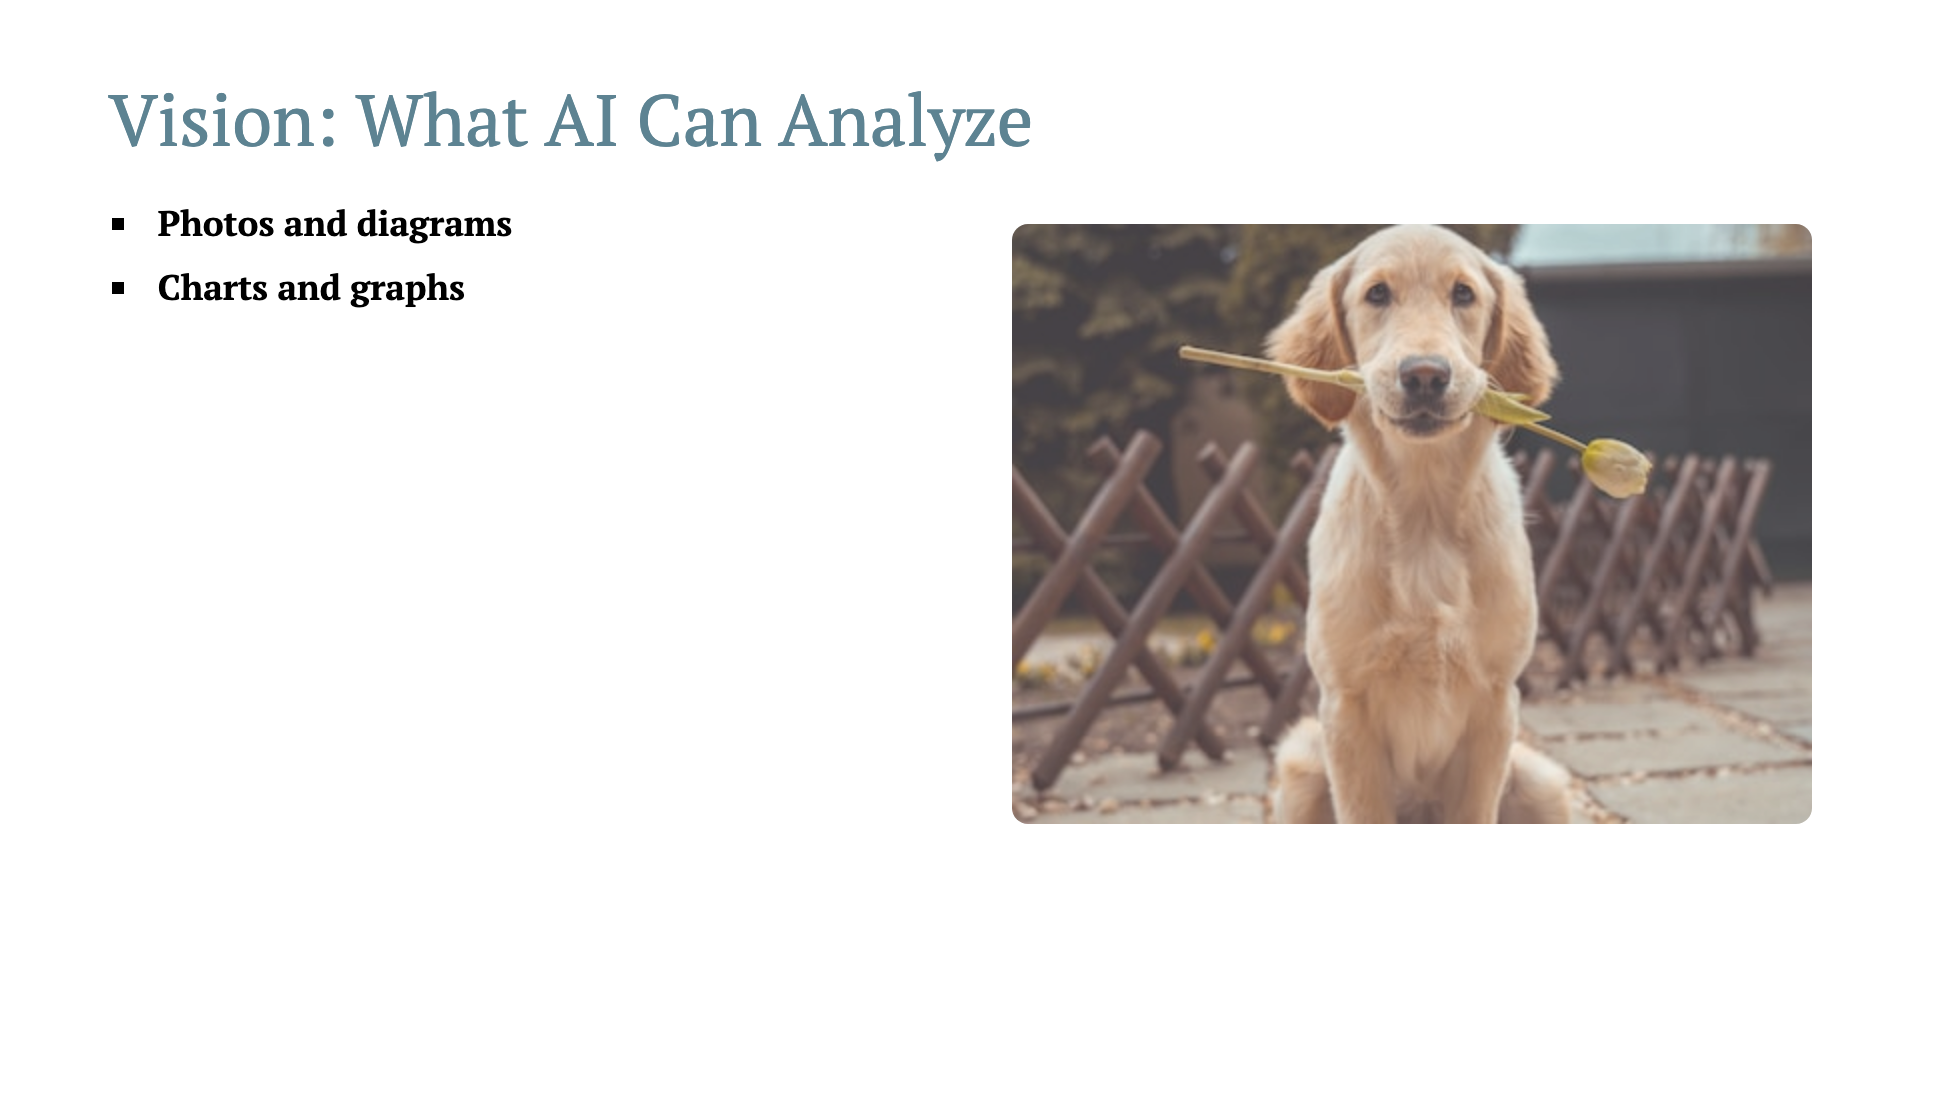 Vision: What AI Can Analyze
Photos and diagrams
Charts and graphs